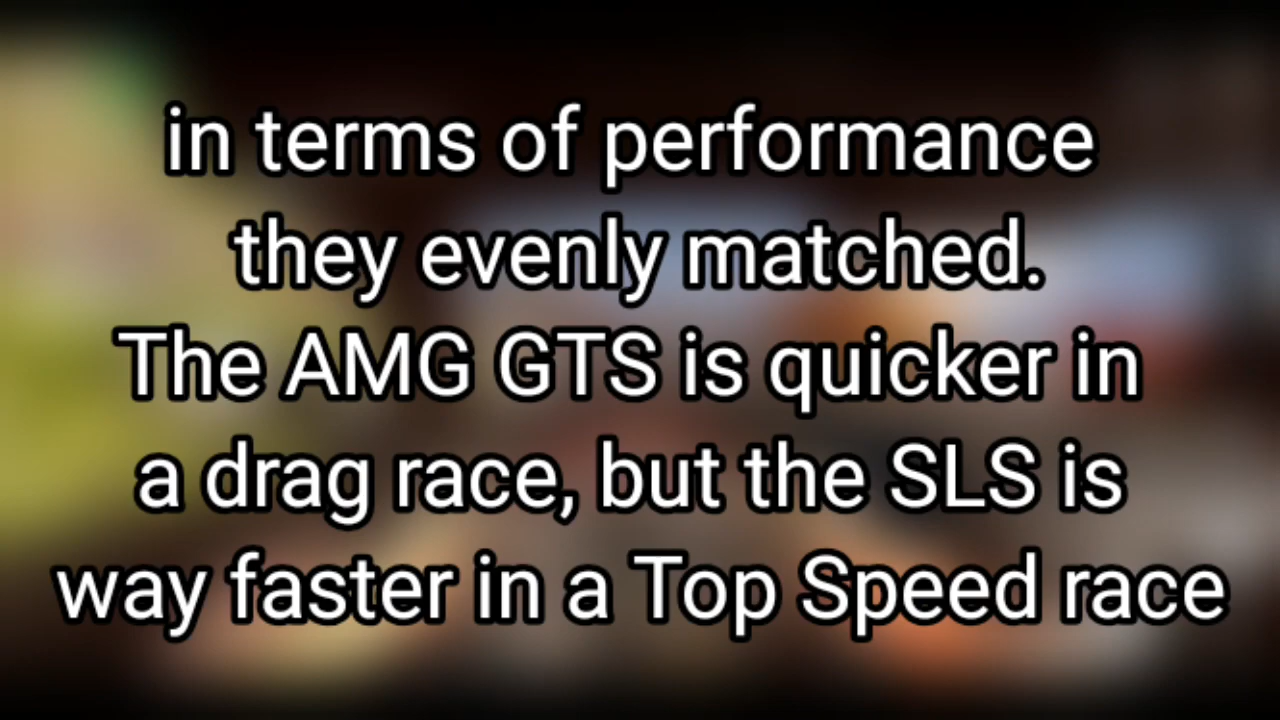 in terms of performance
they evenly matched.
The AMG GTS is quicker in
a drag race, but the SLS is
way faster in a Top Speed race